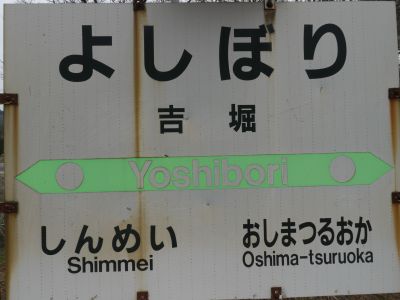 よしぼり
吉堀
Yoshibori
しんめい
Shimmei
おしまつるおか
Oshima-tsuruoka